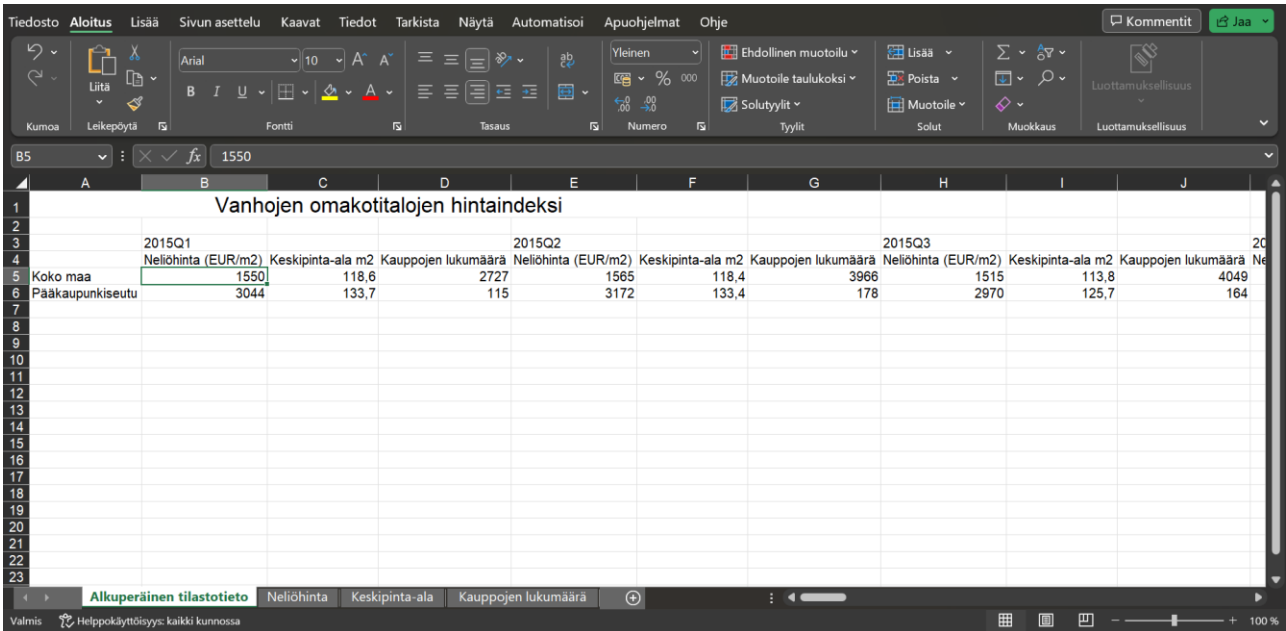 Tiedosto Aloitus Lisää Sivun asettelu Kaavat Tiedot Tarkista Näytä Automatisoi Apuohjelmat Ohje Kommentit Jaa
Arial 10 A A Yleinen Ehdollinen muotoilu Lisää
Liitä B I U A % 000 Muotoile taulukoksi Poista Luottamuksellisuus
Solutyylit Muotoile
Kumoa Leikepöytä Fontti Tasaus Numero Tyylit Solut Muokkaus Luottamuksellisuus
B5 fx 1550
A B C D E F G H I J
1 Vanhojen omakotitalojen hintaindeksi
2
3 2015Q1 2015Q2 2015Q3 20
4 Neliöhinta (EUR/m2) Keskipinta-ala m2 Kauppojen lukumäärä Neliöhinta (EUR/m2) Keskipinta-ala m2 Kauppojen lukumäärä Neliöhinta (EUR/m2) Keskipinta-ala m2 Kauppojen lukumäärä Ne
5 Koko maa 1550 118,6 2727 1565 118,4 3966 1515 113,8 4049
6 Pääkaupunkiseutu 3044 133,7 115 3172 133,4 178 2970 125,7 164
7
8
9
10
11
12
13
14
15
16
17
18
19
20
21
22
23
Alkuperäinen tilastotieto Neliöhinta Keskipinta-ala Kauppojen lukumäärä
Valmis Helppokäyttöisyys: kaikki kunnossa 100 %